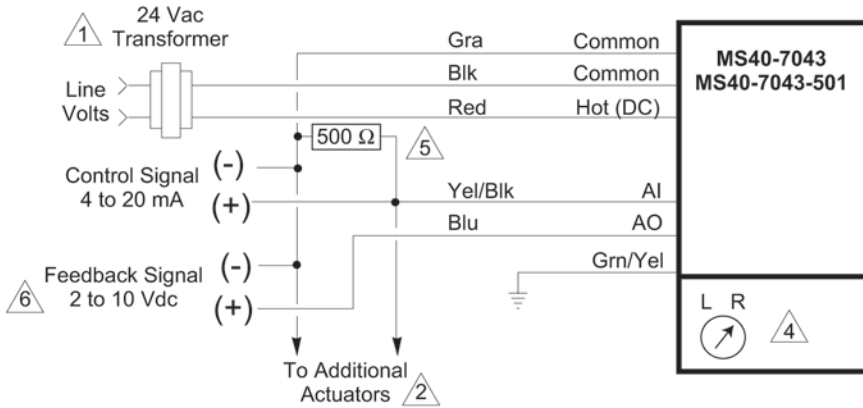 1
24 Vac
Transformer
Line
Volts
Gra Common
Blk Common
Red Hot (DC)
MS40-7043
MS40-7043-501
500 Ω
5
Control Signal
4 to 20 mA
(-)
(+)
Yel/Blk AI
Blu AO
Grn/Yel
6
Feedback Signal
2 to 10 Vdc
(-)
(+)
L R
4
To Additional
Actuators
2